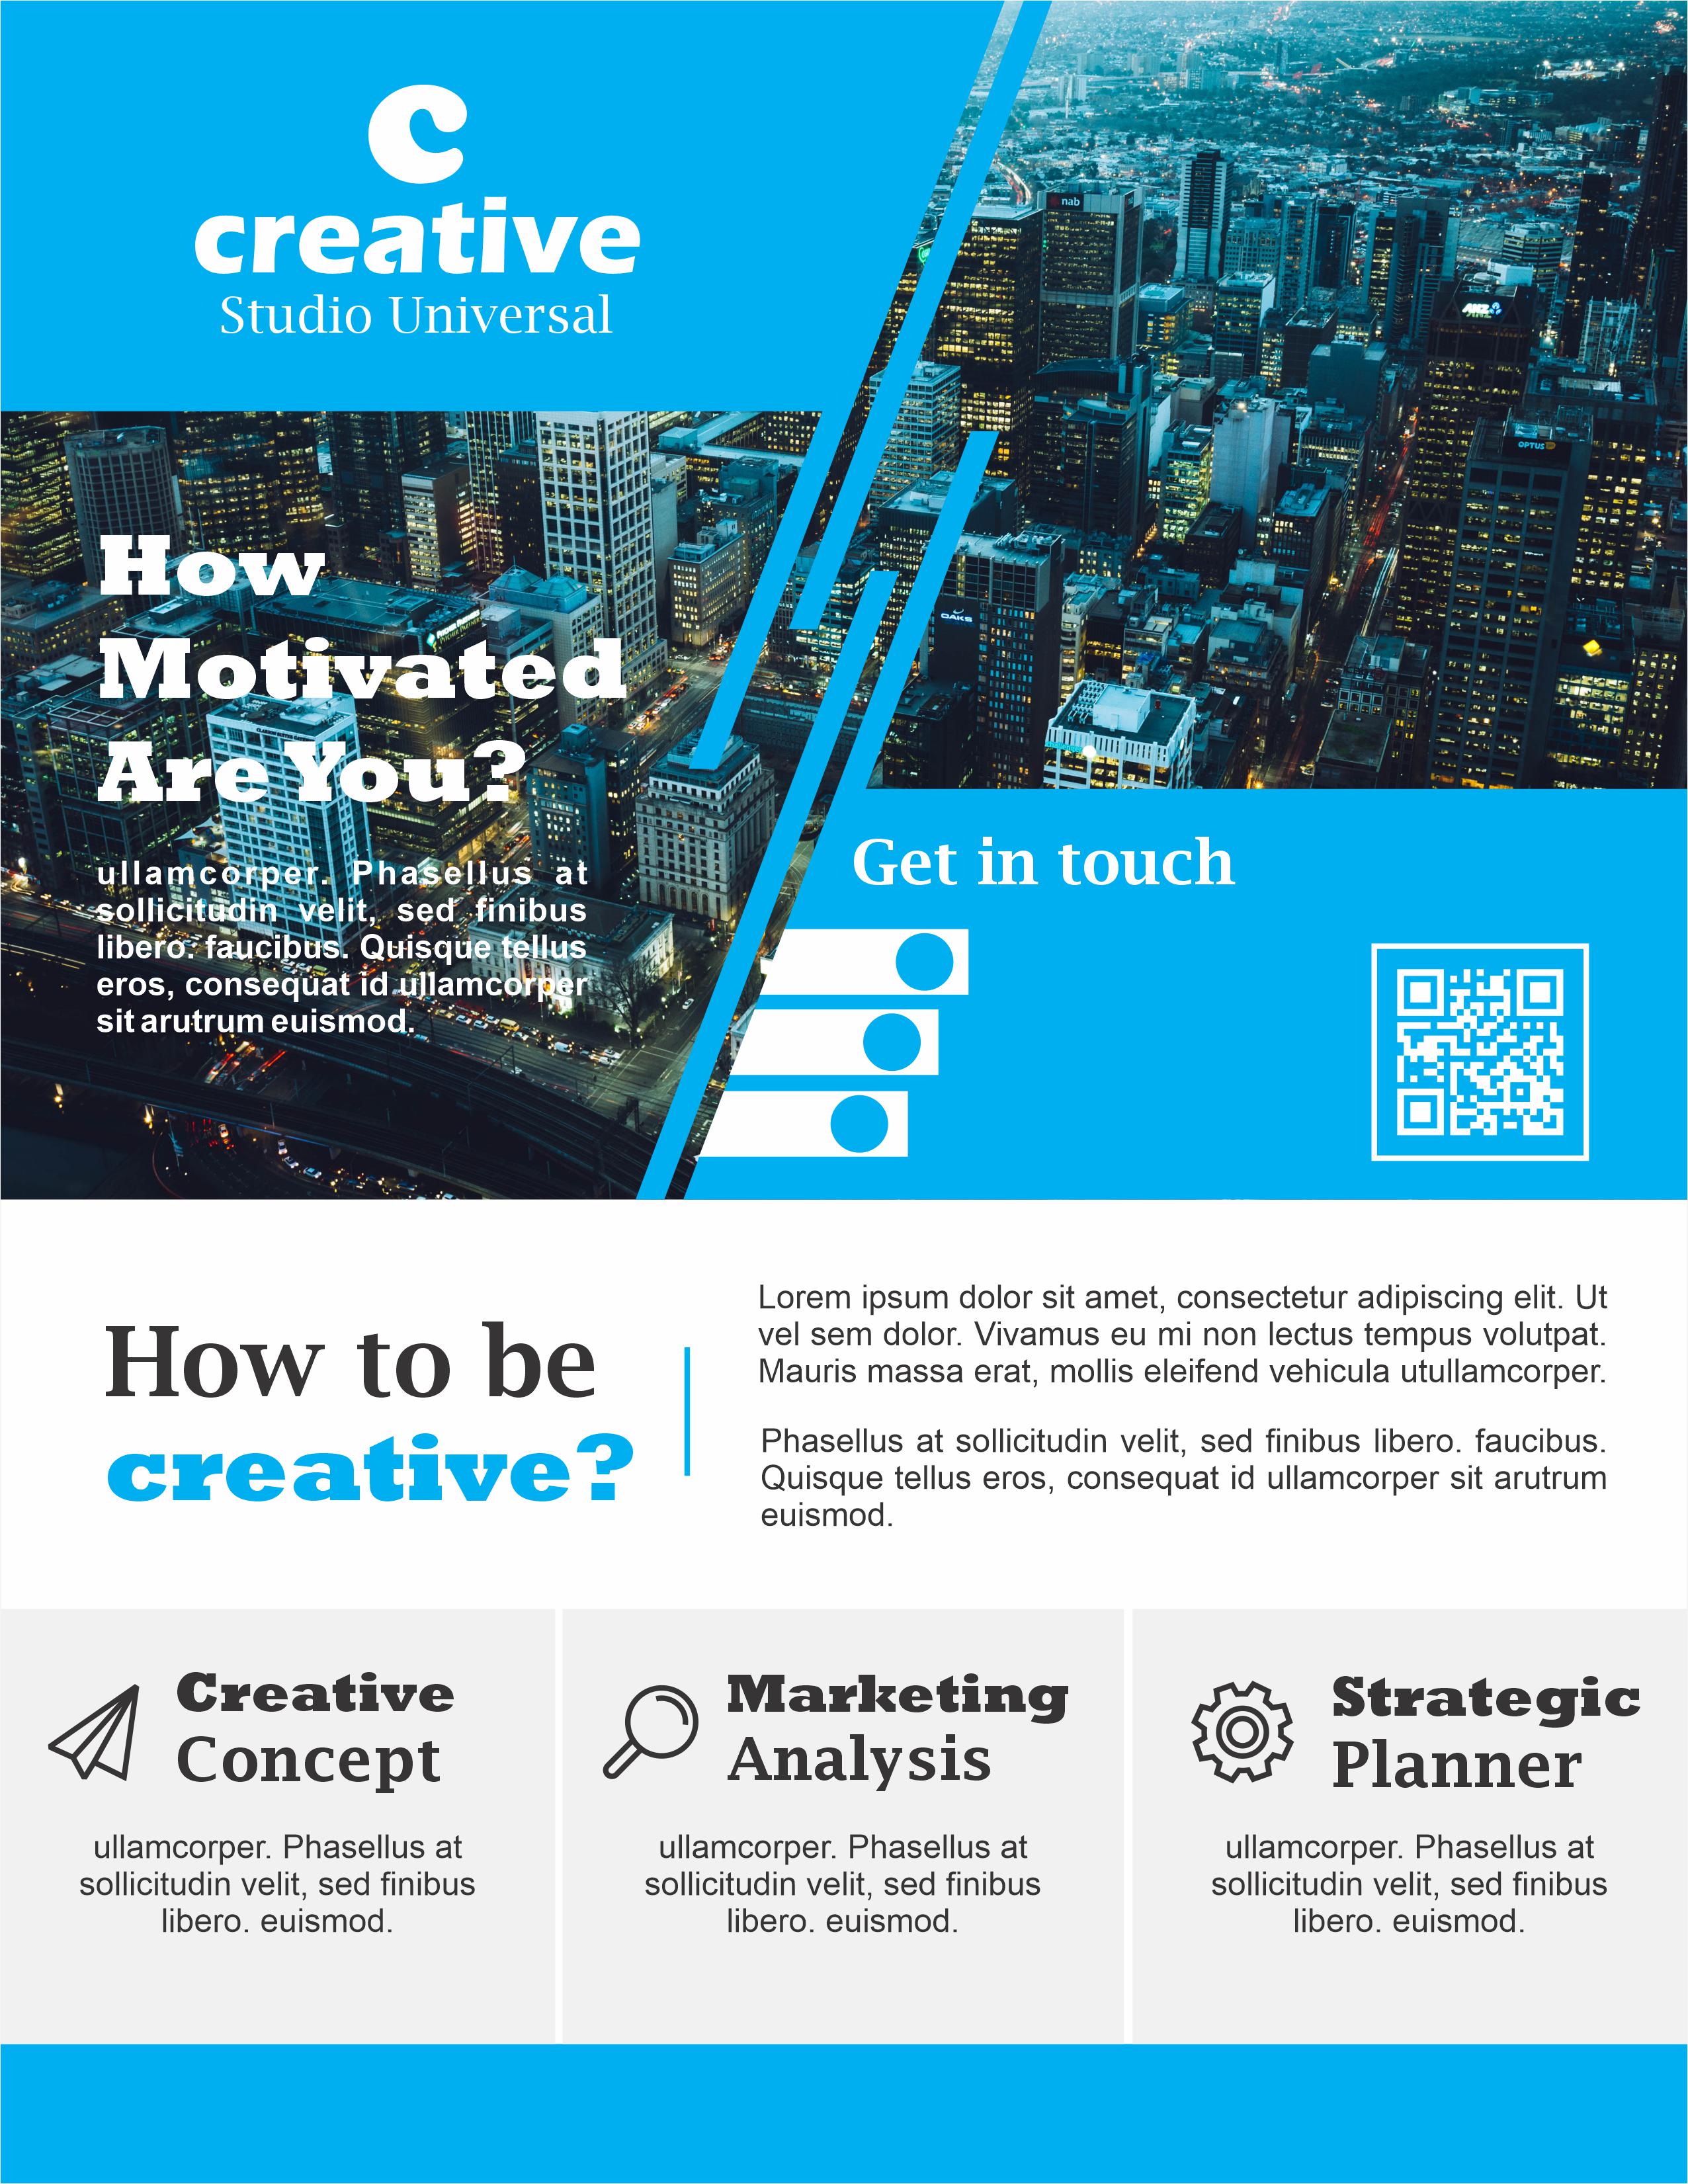 c
creative
Studio Universal
nab
ANZ
OPTUS
OAKS
How
Motivated
Are You?
ullamcorper. Phasellus at
sollicitudin velit, sed finibus
libero. faucibus. Quisque tellus
eros, consequat id ullamcorper
sit arutrum euismod.
Get in touch
How to be
creative?
Lorem ipsum dolor sit amet, consectetur adipiscing elit. Ut
vel sem dolor. Vivamus eu mi non lectus tempus volutpat.
Mauris massa erat, mollis eleifend vehicula utullamcorper.
Phasellus at sollicitudin velit, sed finibus libero. faucibus.
Quisque tellus eros, consequat id ullamcorper sit arutrum
euismod.
Creative
Concept
ullamcorper. Phasellus at
sollicitudin velit, sed finibus
libero. euismod.
Marketing
Analysis
ullamcorper. Phasellus at
sollicitudin velit, sed finibus
libero. euismod.
Strategic
Planner
ullamcorper. Phasellus at
sollicitudin velit, sed finibus
libero. euismod.